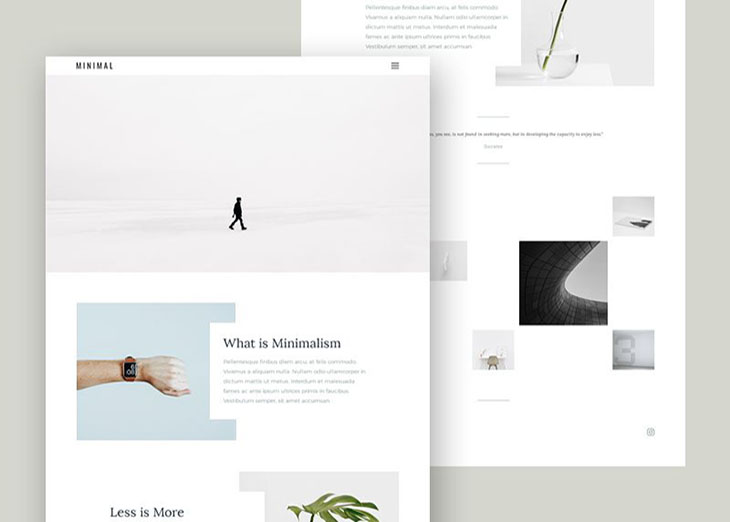 Pellentesque finibus diam arcu, at felis commodo
Vivamus a aliquam nulla. Nullam odio ullamcorper in
dictum mattis ut metus. Interdum et malesuada
fames ac ante ipsum ultrices primis in faucibus
Vestibulum semper, sit amet accumsan.
MINIMAL
you see, is not found in seeking more, but in developing the capacity to enjoy less."
Socrates
What is Minimalism
Pellentesque finibus diam arcu, at felis commodo
Vivamus a aliquam nulla. Nullam odio ullamcorper in
dictum mattis ut metus. Interdum et malesuada
fames ac ante ipsum ultrices primis in faucibus
Vestibulum semper, sit amet accumsan.
3
Less is More